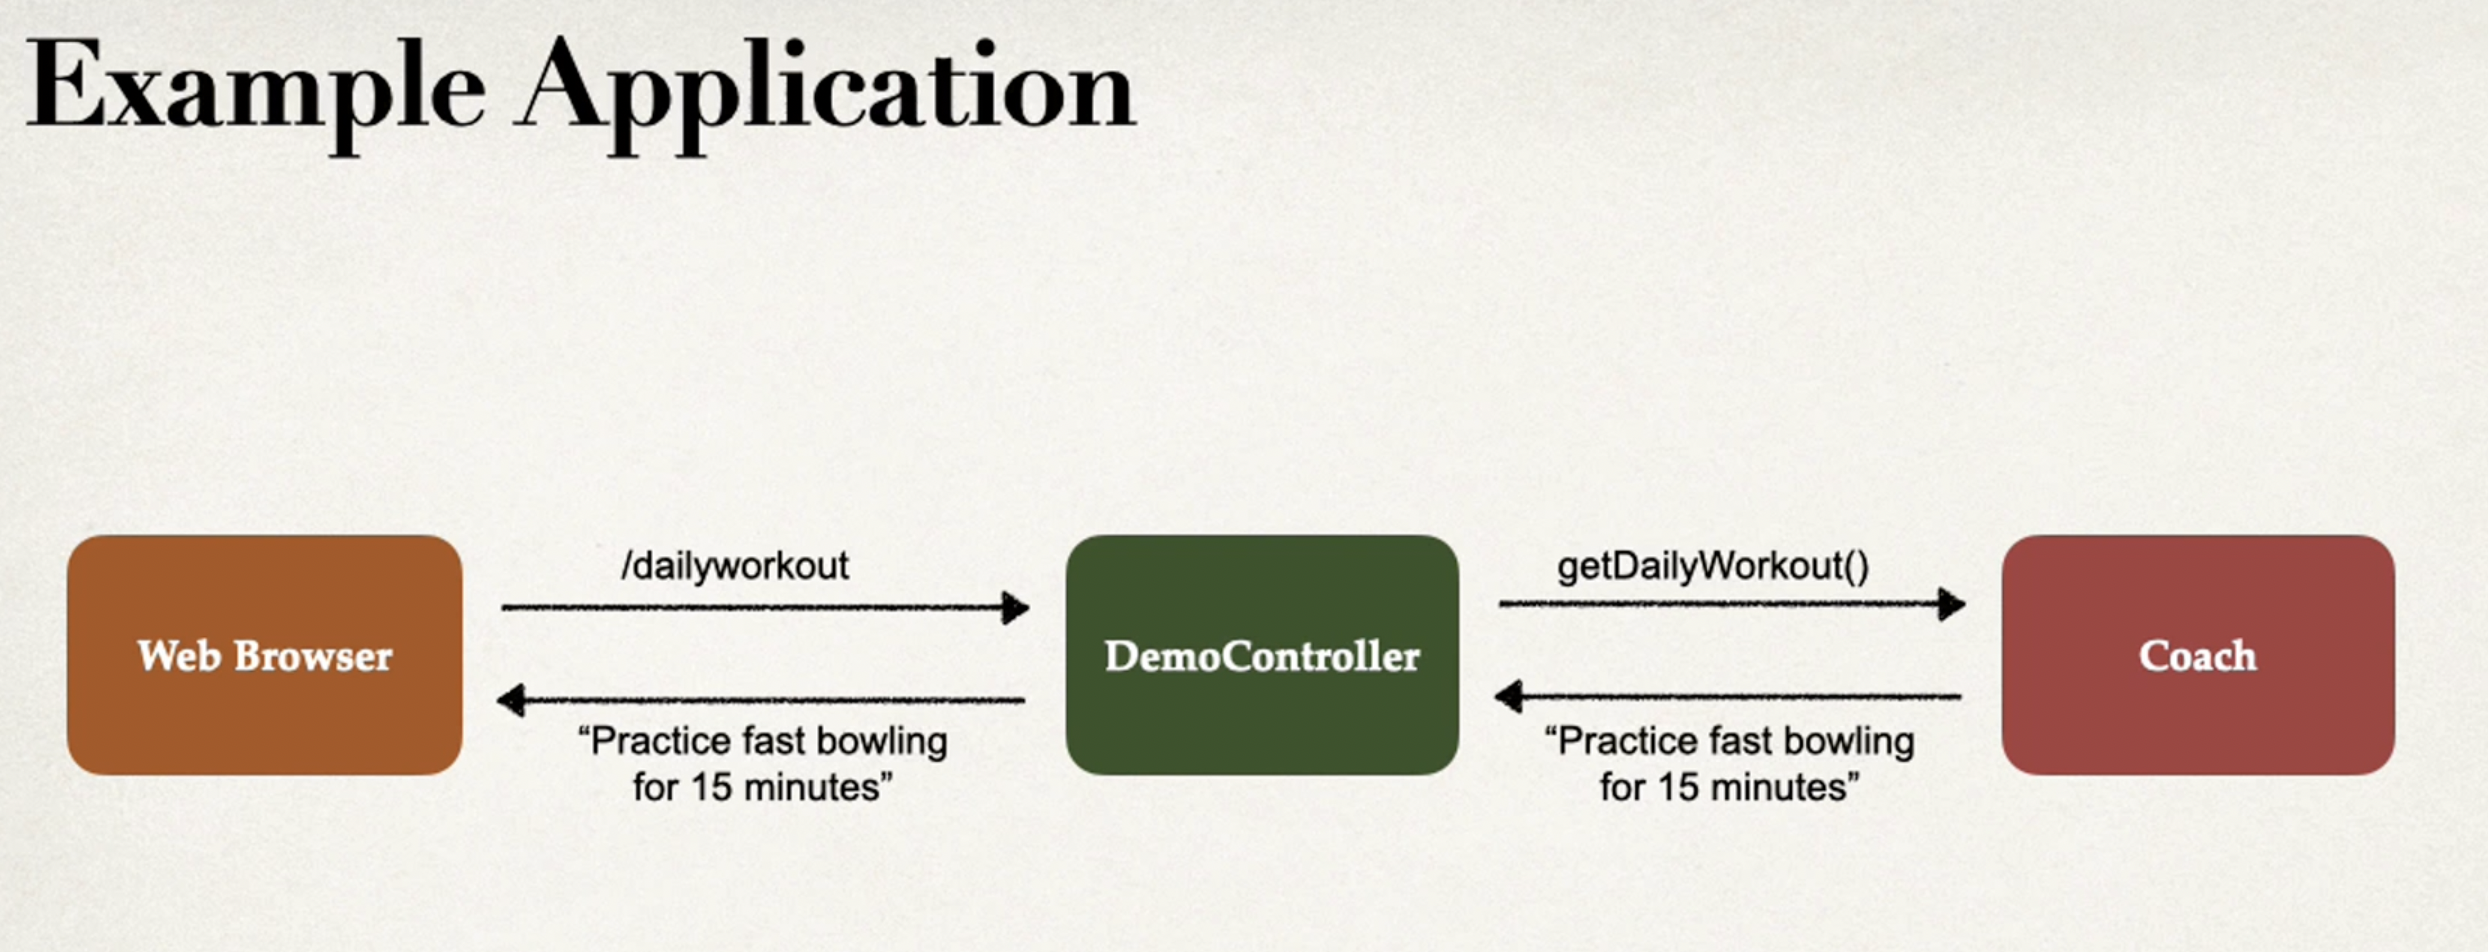 Example Application
/dailyworkout
getDailyWorkout()
Web Browser
DemoController
Coach
“Practice fast bowling
for 15 minutes”
“Practice fast bowling
for 15 minutes”